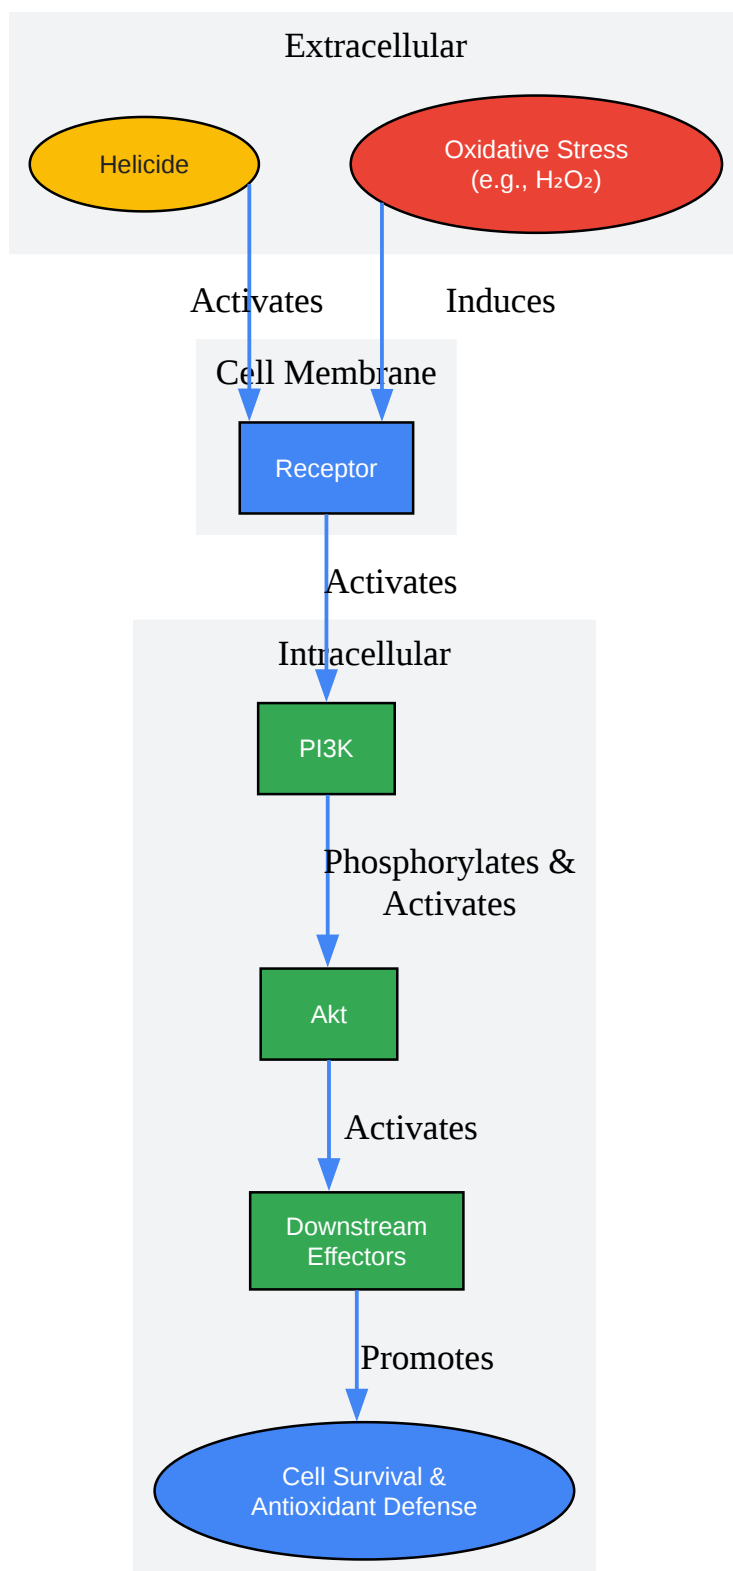 Extracellular
Helicide
Oxidative Stress
(e.g., H₂O₂)
Activates
Induces
Cell Membrane
Receptor
Activates
Intracellular
PI3K
Phosphorylates &
Activates
Akt
Activates
Downstream
Effectors
Promotes
Cell Survival &
Antioxidant Defense